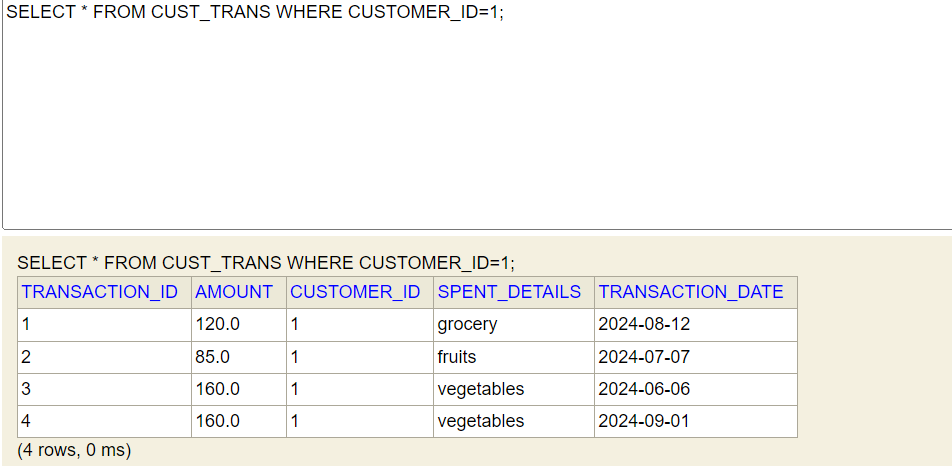 SELECT * FROM CUST_TRANS WHERE CUSTOMER_ID=1;
SELECT * FROM CUST_TRANS WHERE CUSTOMER_ID=1;
TRANSACTION_ID AMOUNT CUSTOMER_ID SPENT_DETAILS TRANSACTION_DATE
1 120.0 1 grocery 2024-08-12
2 85.0 1 fruits 2024-07-07
3 160.0 1 vegetables 2024-06-06
4 160.0 1 vegetables 2024-09-01
(4 rows, 0 ms)